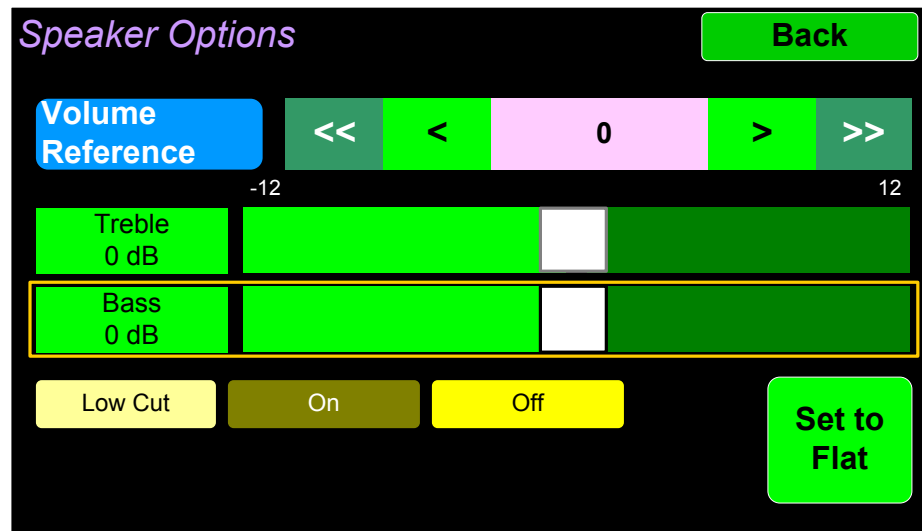 Speaker Options
Back
Volume
Reference
<< < 0 > >>
-12 12
Treble
0 dB
Bass
0 dB
Low Cut On Off
Set to
Flat